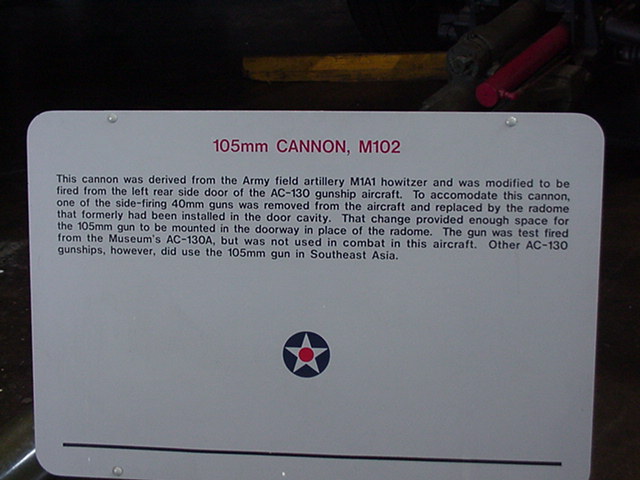 105mm CANNON, M102
This cannon was derived from the Army field artillery M1A1 howitzer and was modified to be
fired from the left rear side door of the AC-130 gunship aircraft. To accomodate this cannon,
one of the side-firing 40mm guns was removed from the aircraft and replaced by the radome
that formerly had been installed in the door cavity. That change provided enough space for
the 105mm gun to be mounted in the doorway in place of the radome. The gun was test fired
from the Museum's AC-130A, but was not used in combat in this aircraft. Other AC-130
gunships, however, did use the 105mm gun in Southeast Asia.